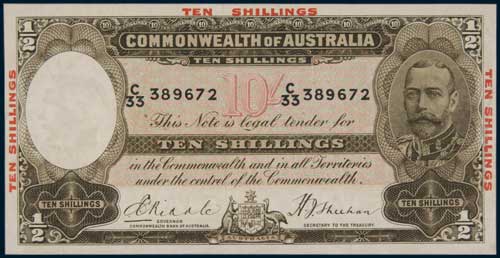 TEN SHILLINGS
1/2
COMMONWEALTH OF AUSTRALIA
1/2
TEN SHILLINGS
TEN SHILLINGS
TEN SHILLINGS
10/-
C/33 389672
C/33 389672
This Note is legal tender for
TEN SHILLINGS
in the Commonwealth and in all Territories
under the control of the Commonwealth.
TEN SHILLINGS
TEN SHILLINGS
E C Riddle
H J Sheehan
GOVERNOR
COMMONWEALTH BANK OF AUSTRALIA.
SECRETARY TO THE TREASURY.
AUSTRALIA
1/2
1/2